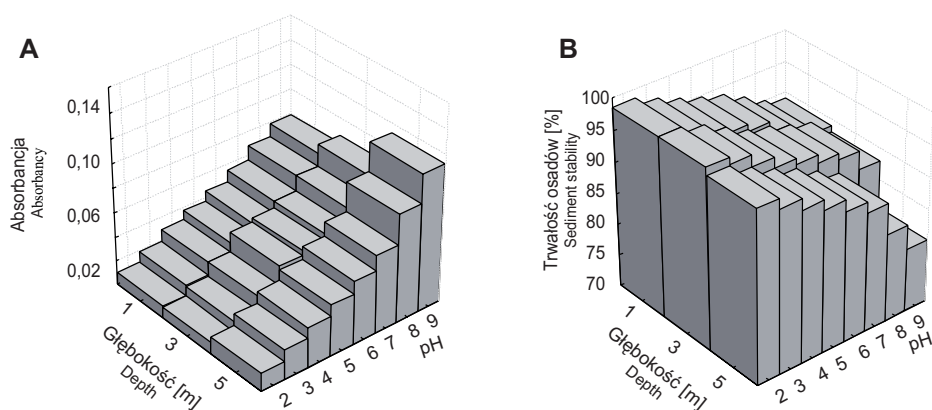 A
Absorbancja
Absorbancy
0,14
0,10
0,06
0,02
1
3
5
Głębokość [m]
Depth
2
3
4
5
6
7
8
9
pH
B
Trwałość osadów [%]
Sediment stability
100
95
90
85
80
75
70
1
3
5
Głębokość [m]
Depth
2
3
4
5
6
7
8
9
pH